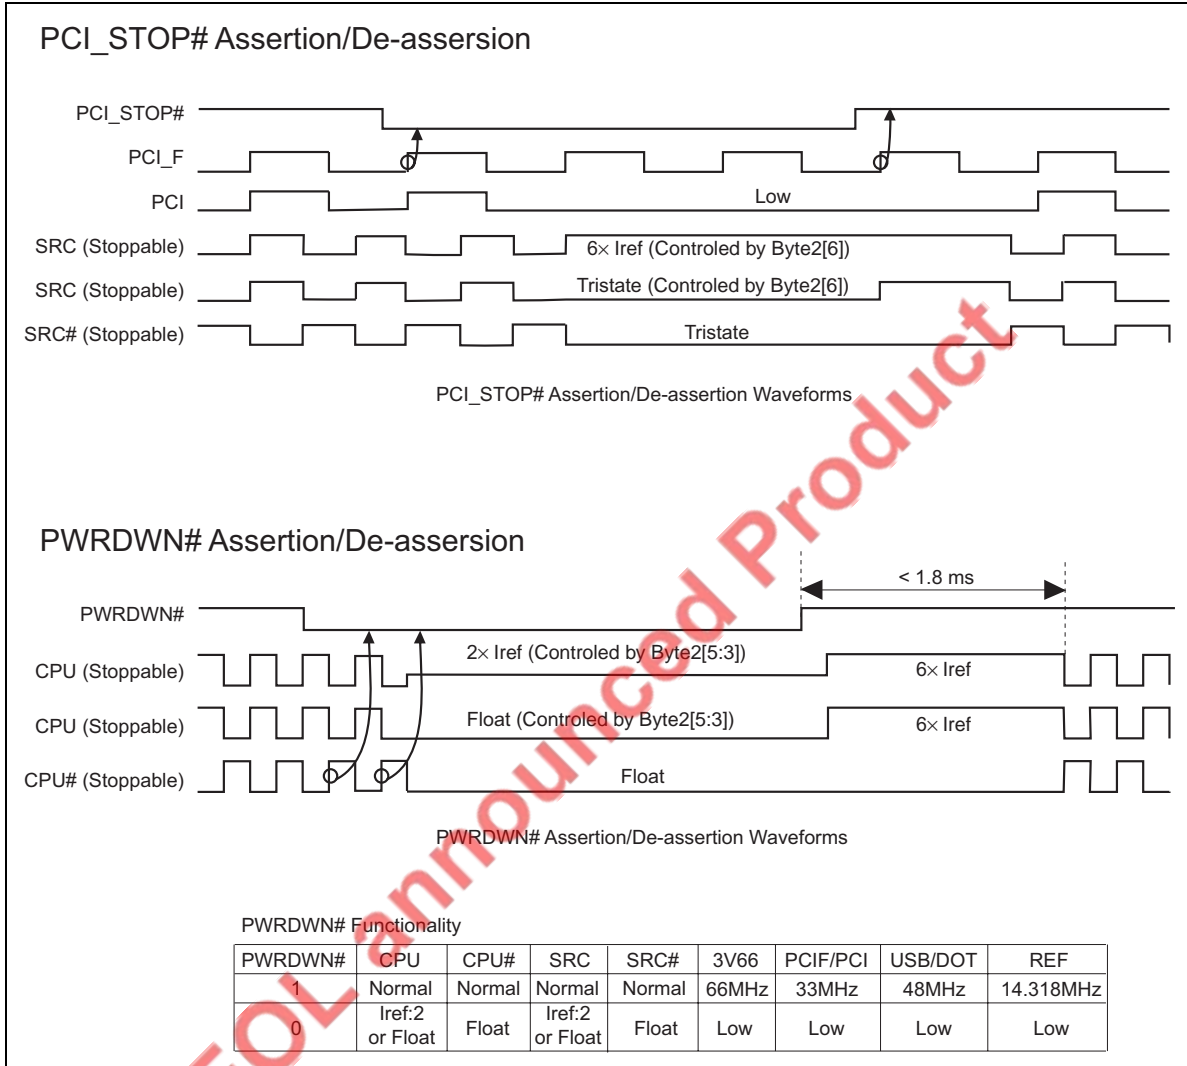 PCI_STOP# Assertion/De-assersion
PCI_STOP#
PCI_F
PCI
Low
SRC (Stoppable)
6× Iref (Controled by Byte2[6])
SRC (Stoppable)
Tristate (Controled by Byte2[6])
SRC# (Stoppable)
Tristate
PCI_STOP# Assertion/De-assertion Waveforms
PWRDWN# Assertion/De-assersion
< 1.8 ms
PWRDWN#
CPU (Stoppable)
2× Iref (Controled by Byte2[5:3])
6× Iref
CPU (Stoppable)
Float (Controled by Byte2[5:3])
6× Iref
CPU# (Stoppable)
Float
PWRDWN# Assertion/De-assertion Waveforms
PWRDWN# Functionality
PWRDWN# CPU CPU# SRC SRC# 3V66 PCIF/PCI USB/DOT REF
1 Normal Normal Normal Normal 66MHz 33MHz 48MHz 14.318MHz
0 Iref:2 or Float Float Iref:2 or Float Float Low Low Low Low
EOL announced Product